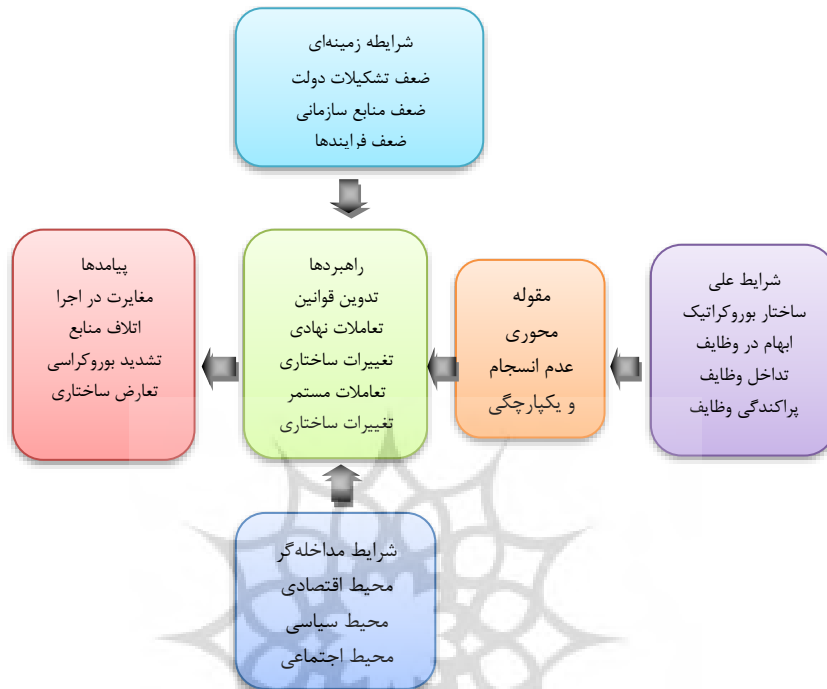 شرایطه زمینه‌ای
ضعف تشکیلات دولت
ضعف منابع سازمانی
ضعف فرایندها
شرایط علی
ساختار بوروکراتیک
ابهام در وظایف
تداخل وظایف
پراکندگی وظایف
مقوله
محوری
عدم انسجام
و یکپارچگی
راهبردها
تدوین قوانین
تعاملات نهادی
تغییرات ساختاری
تعاملات مستمر
تغییرات ساختاری
پیامدها
مغایرت در اجرا
اتلاف منابع
تشدید بوروکراسی
تعارض ساختاری
شرایط مداخله‌گر
محیط اقتصادی
محیط سیاسی
محیط اجتماعی